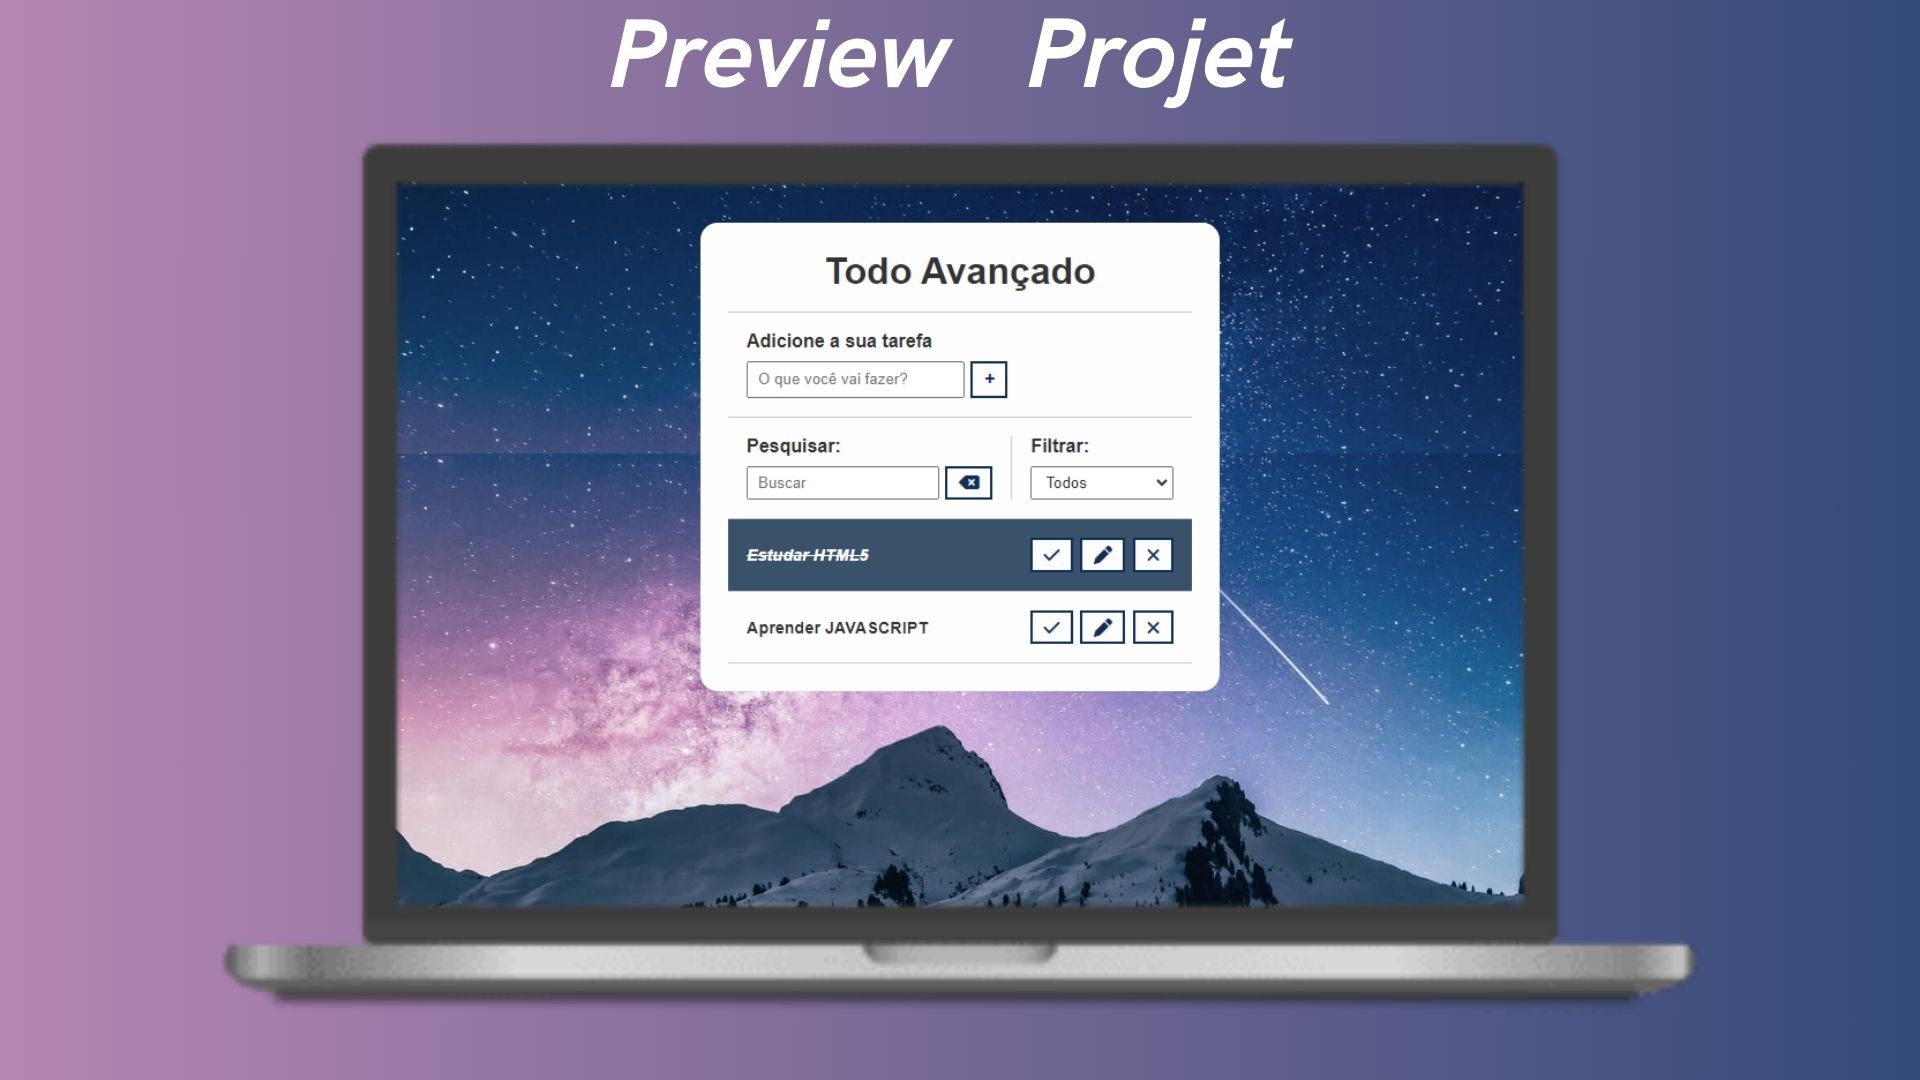 Preview Projet
Todo Avançado
Adicione a sua tarefa
O que você vai fazer?
+
Pesquisar:
Filtrar:
Buscar
Todos
Estudar HTML5
Aprender JAVASCRIPT